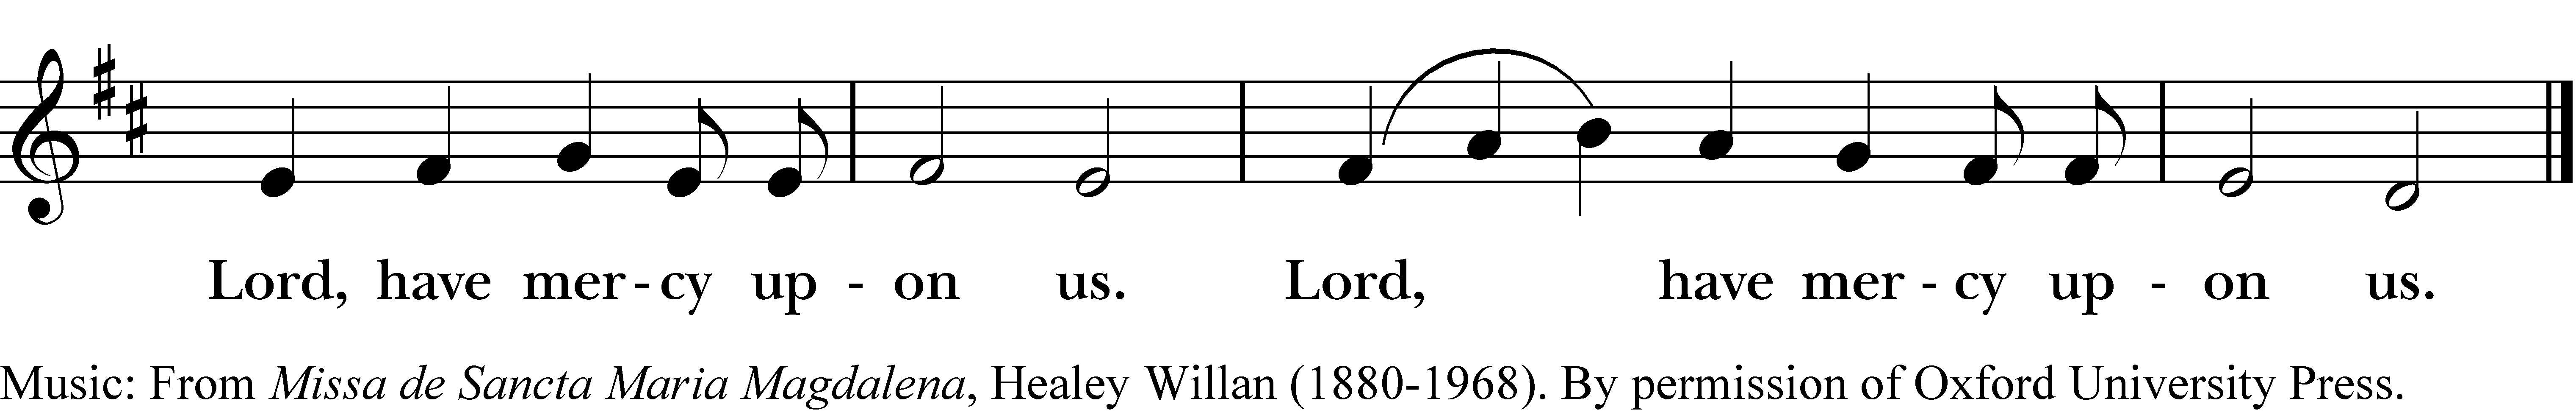 Lord, have mer-cy up - on us. Lord, have mer - cy up - on us.
Music: From Missa de Sancta Maria Magdalena, Healey Willan (1880-1968). By permission of Oxford University Press.